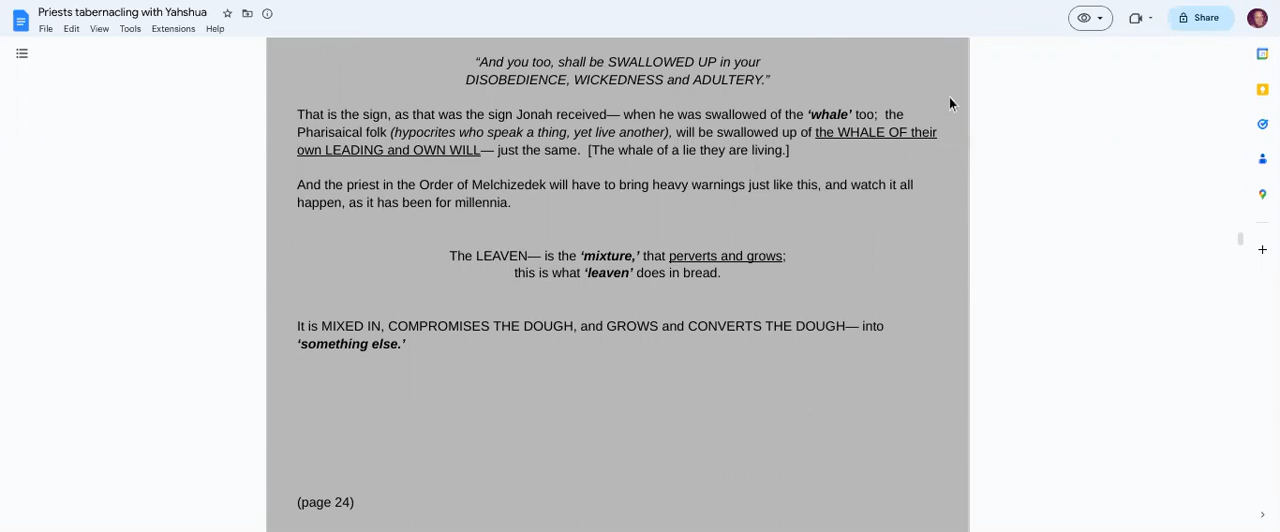 Priests tabernacling with Yahshua
File Edit View Tools Extensions Help
Share
“And you too, shall be SWALLOWED UP in your
DISOBEDIENCE, WICKEDNESS and ADULTERY.”
That is the sign, as that was the sign Jonah received— when he was swallowed of the ‘whale’ too;  the
Pharisaical folk (hypocrites who speak a thing, yet live another), will be swallowed up of the WHALE OF their
own LEADING and OWN WILL— just the same.  [The whale of a lie they are living.]
And the priest in the Order of Melchizedek will have to bring heavy warnings just like this, and watch it all
happen, as it has been for millennia.
The LEAVEN— is the ‘mixture,’ that perverts and grows;
this is what ‘leaven’ does in bread.
It is MIXED IN, COMPROMISES THE DOUGH, and GROWS and CONVERTS THE DOUGH— into
‘something else.’
(page 24)